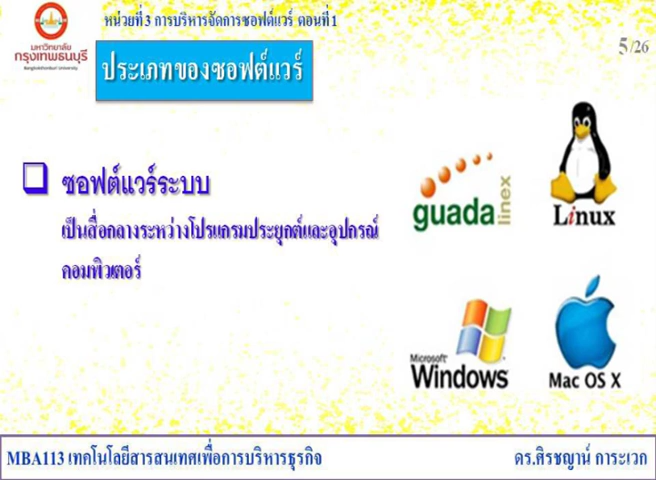 หน่วยที่ 3 การบริหารจัดการซอฟต์แวร์ ตอนที่ 1
5/26
มหาวิทยาลัย
กรุงเทพธนบุรี
Bangkokthonburi University
ประเภทของซอฟต์แวร์
ซอฟต์แวร์ระบบ
เป็นสื่อกลางระหว่างโปรแกรมประยุกต์และอุปกรณ์
คอมพิวเตอร์
guadalinex
Linux
Microsoft
Windows
Mac OS X
MBA113 เทคโนโลยีสารสนเทศเพื่อการบริหารธุรกิจ
ดร.ศิรชญาน์ การะเวก